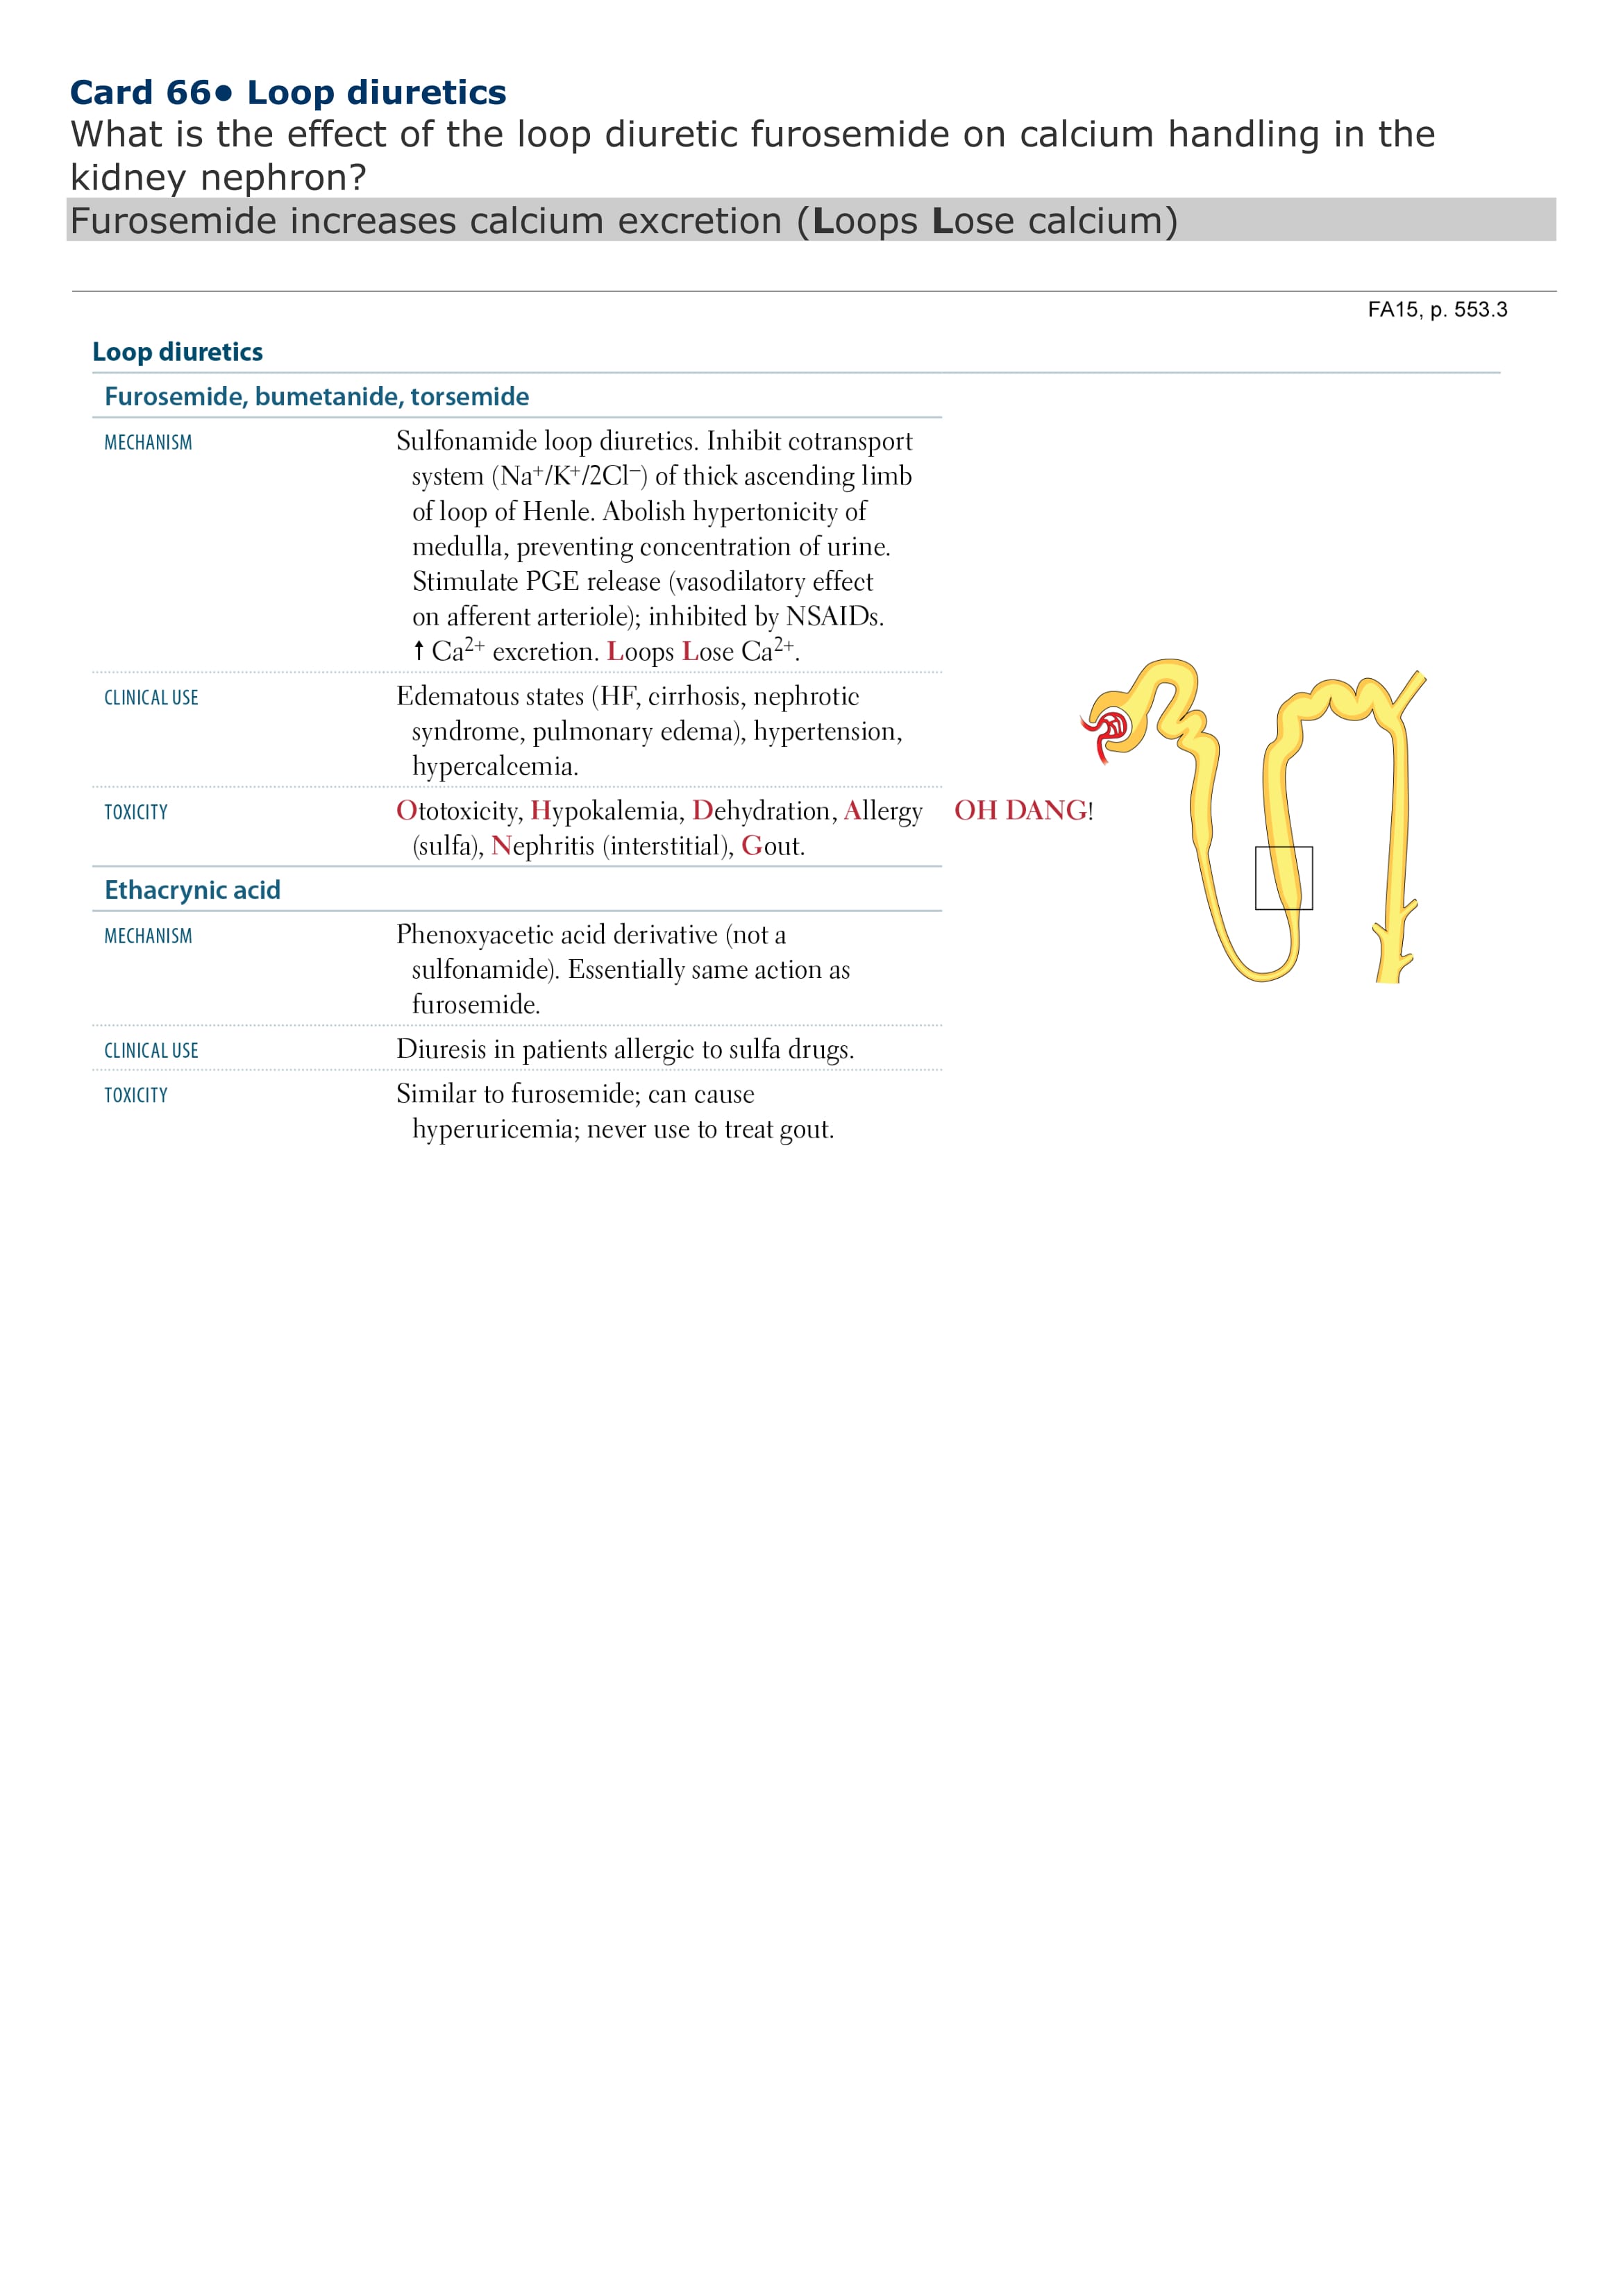 Card 66• Loop diuretics
What is the effect of the loop diuretic furosemide on calcium handling in the
kidney nephron?
Furosemide increases calcium excretion (Loops Lose calcium)
FA15, p. 553.3
Loop diuretics
Furosemide, bumetanide, torsemide
MECHANISM
Sulfonamide loop diuretics. Inhibit cotransport
system (Na⁺/K⁺/2Cl⁻) of thick ascending limb
of loop of Henle. Abolish hypertonicity of
medulla, preventing concentration of urine.
Stimulate PGE release (vasodilatory effect
on afferent arteriole); inhibited by NSAIDs.
↑ Ca²⁺ excretion. Loops Lose Ca²⁺.
CLINICAL USE
Edematous states (HF, cirrhosis, nephrotic
syndrome, pulmonary edema), hypertension,
hypercalcemia.
TOXICITY
Ototoxicity, Hypokalemia, Dehydration, Allergy
(sulfa), Nephritis (interstitial), Gout.
OH DANG!
Ethacrynic acid
MECHANISM
Phenoxyacetic acid derivative (not a
sulfonamide). Essentially same action as
furosemide.
CLINICAL USE
Diuresis in patients allergic to sulfa drugs.
TOXICITY
Similar to furosemide; can cause
hyperuricemia; never use to treat gout.